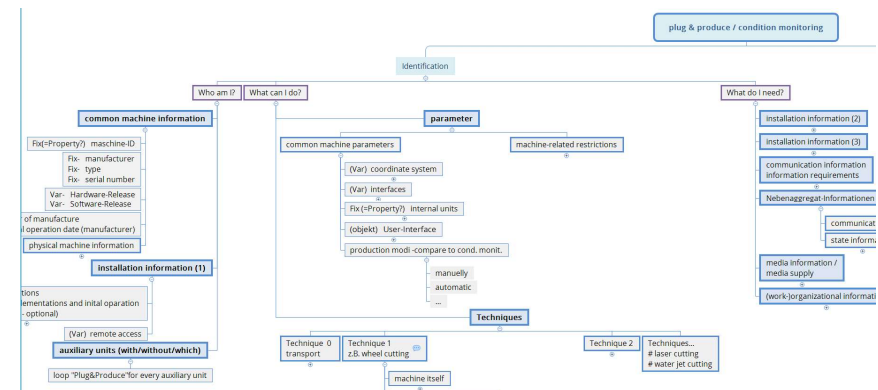 plug & produce / condition monitoring
Identification
Who am I?
What can I do?
What do I need?
common machine information
Fix(=Property?) maschine-ID
Fix- manufacturer
Fix- type
Fix- serial number
Var- Hardware-Release
Var- Software-Release
of manufacture
operation date (manufacturer)
physical machine information
installation information (1)
and inital operation
- optional)
(Var) remote access
auxiliary units (with/without/which)
loop "Plug&Produce"for every auxiliary unit
parameter
common machine parameters
machine-related restrictions
(Var) coordinate system
(Var) interfaces
Fix (=Property?) internal units
(objekt) User-Interface
production modi -compare to cond. monit.
manuelly
automatic
...
Techniques
Technique 0
transport
Technique 1
z.B. wheel cutting
machine itself
Technique 2
Techniques...
# laser cutting
# water jet cutting
installation information (2)
installation information (3)
communication information
information requirements
Nebenaggregat-Informationen
communicat
state informa
media information /
media supply
(work-)organizational informati